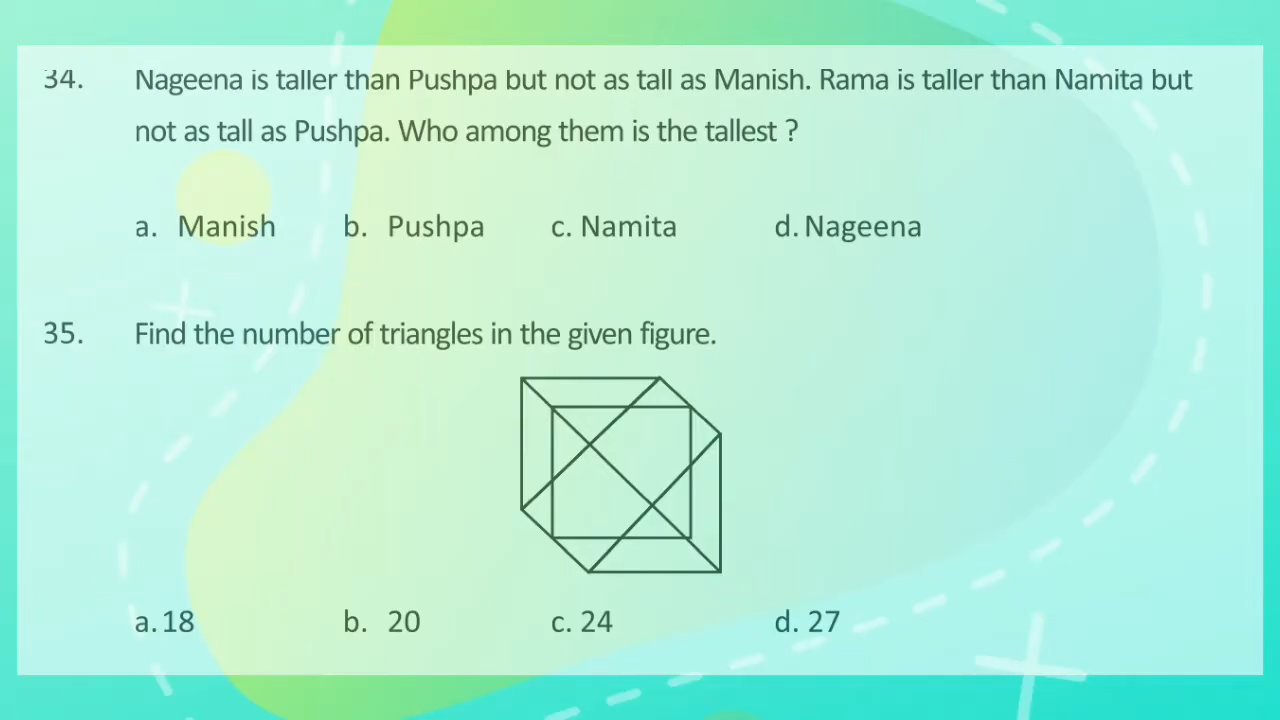 34. Nageena is taller than Pushpa but not as tall as Manish. Rama is taller than Namita but
not as tall as Pushpa. Who among them is the tallest ?
a. Manish b. Pushpa c. Namita d. Nageena
35. Find the number of triangles in the given figure.
a. 18 b. 20 c. 24 d. 27